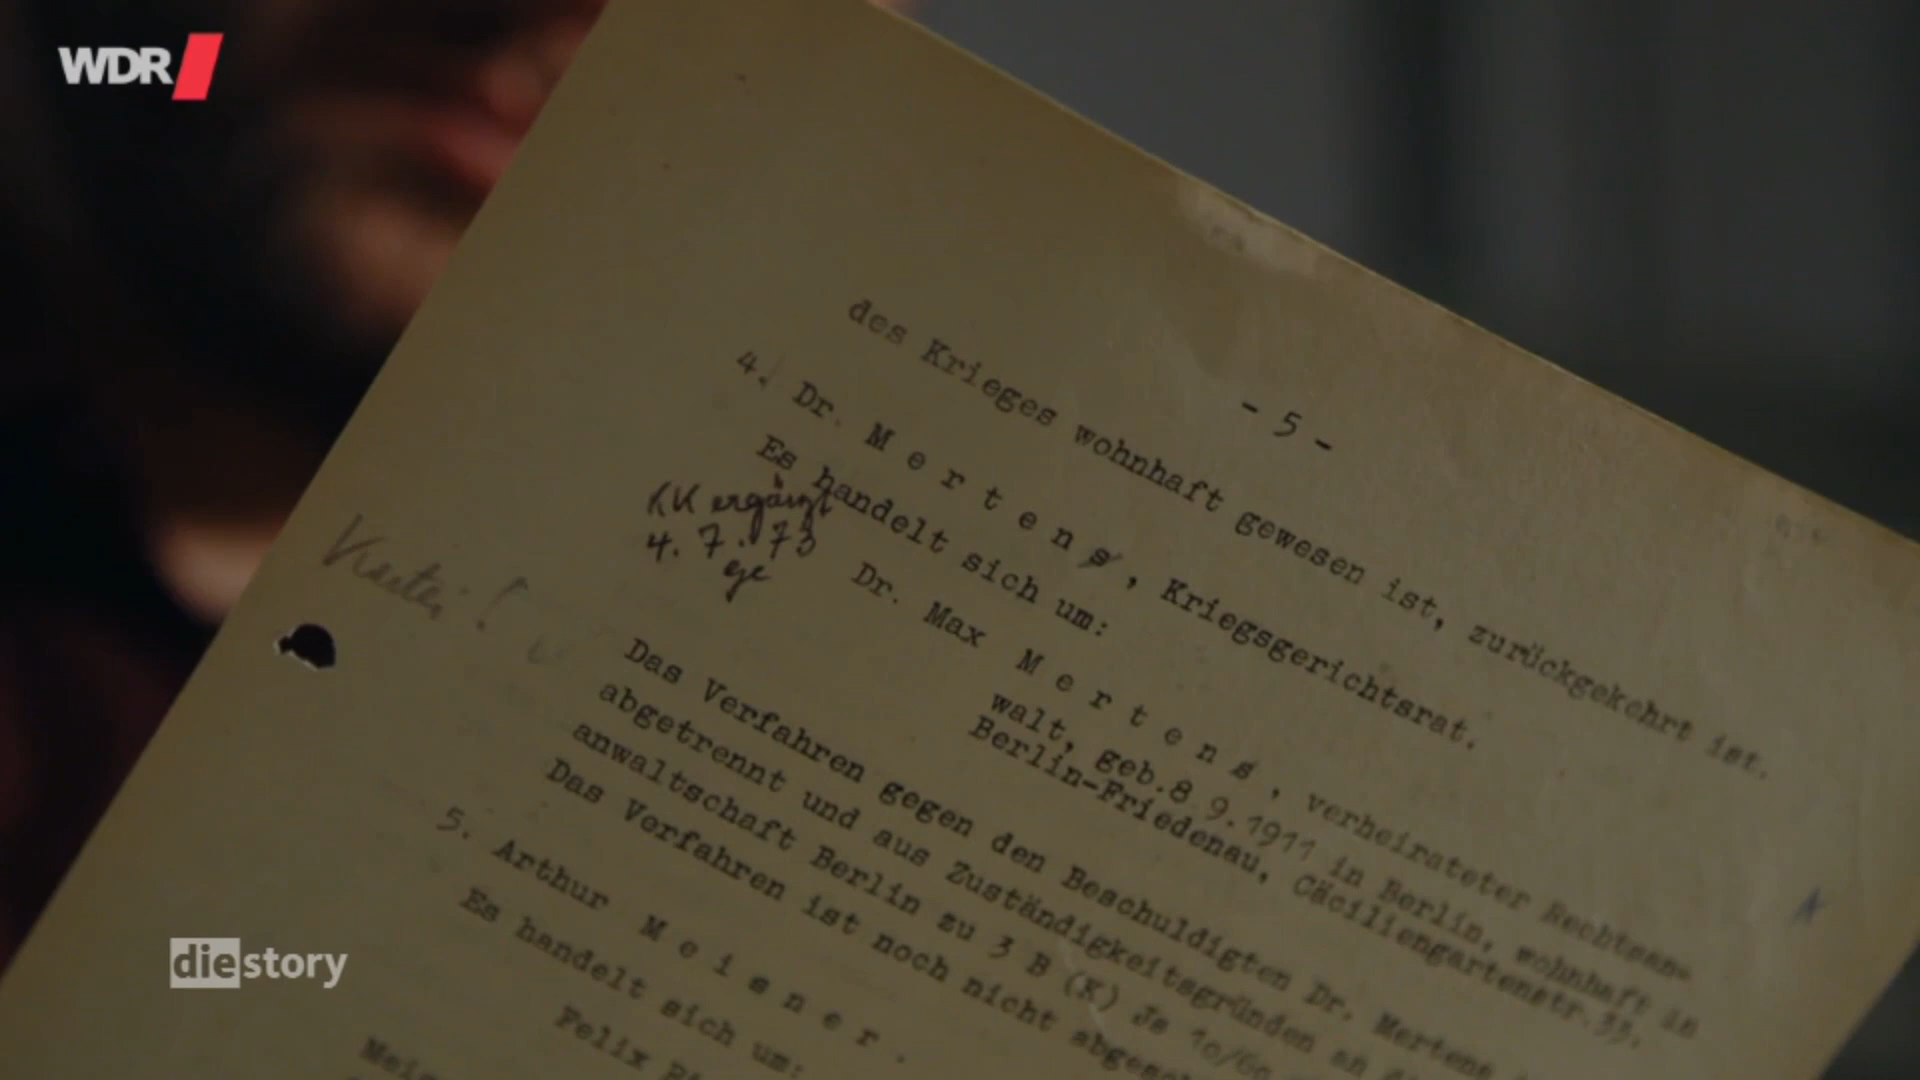 WDR
- 5 -
des Krieges wohnhaft gewesen ist, zurückgekehrt ist.
4. Dr. M e r t e n s , Kriegsgerichtsrat.
Es handelt sich um:
KK ergänzt
4. 7. 73
Kartei !
Dr. Max M e r t e n s , verheirateter Rechtsan-
walt, geb.8 9.1911 in Berlin, wohnhaft in
Berlin-Friedenau, Cäciliengartenstr.
Das Verfahren gegen den Beschuldigten Dr. Mertens
abgetrennt und aus Zuständigkeitsgründen an
anwaltschaft Berlin zu 3 B (K) Js
Das Verfahren ist noch nicht
5. Arthur M e i s n e r .
Es handelt sich um:
Felix
diestory